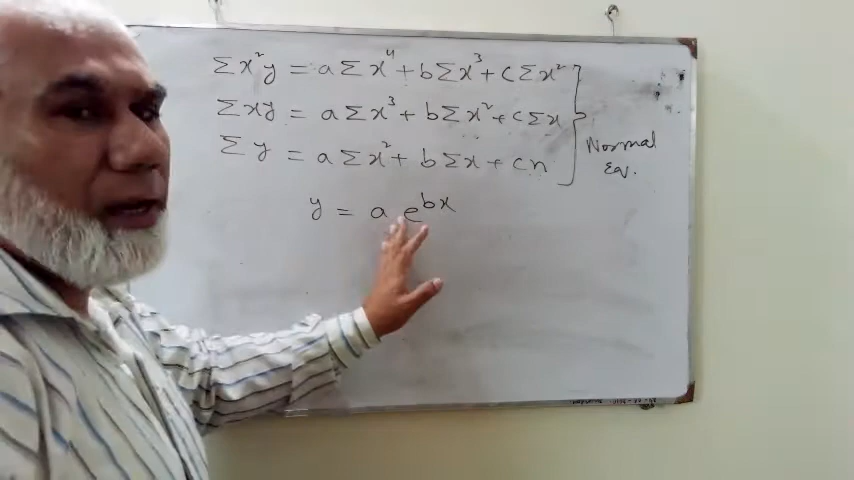 Σx²y = aΣx⁴ + bΣx³ + cΣx²
Σxy = aΣx³ + bΣx² + cΣx
Σy = aΣx² + bΣx + cn
Normal
Eq.
y = a e^{bx}